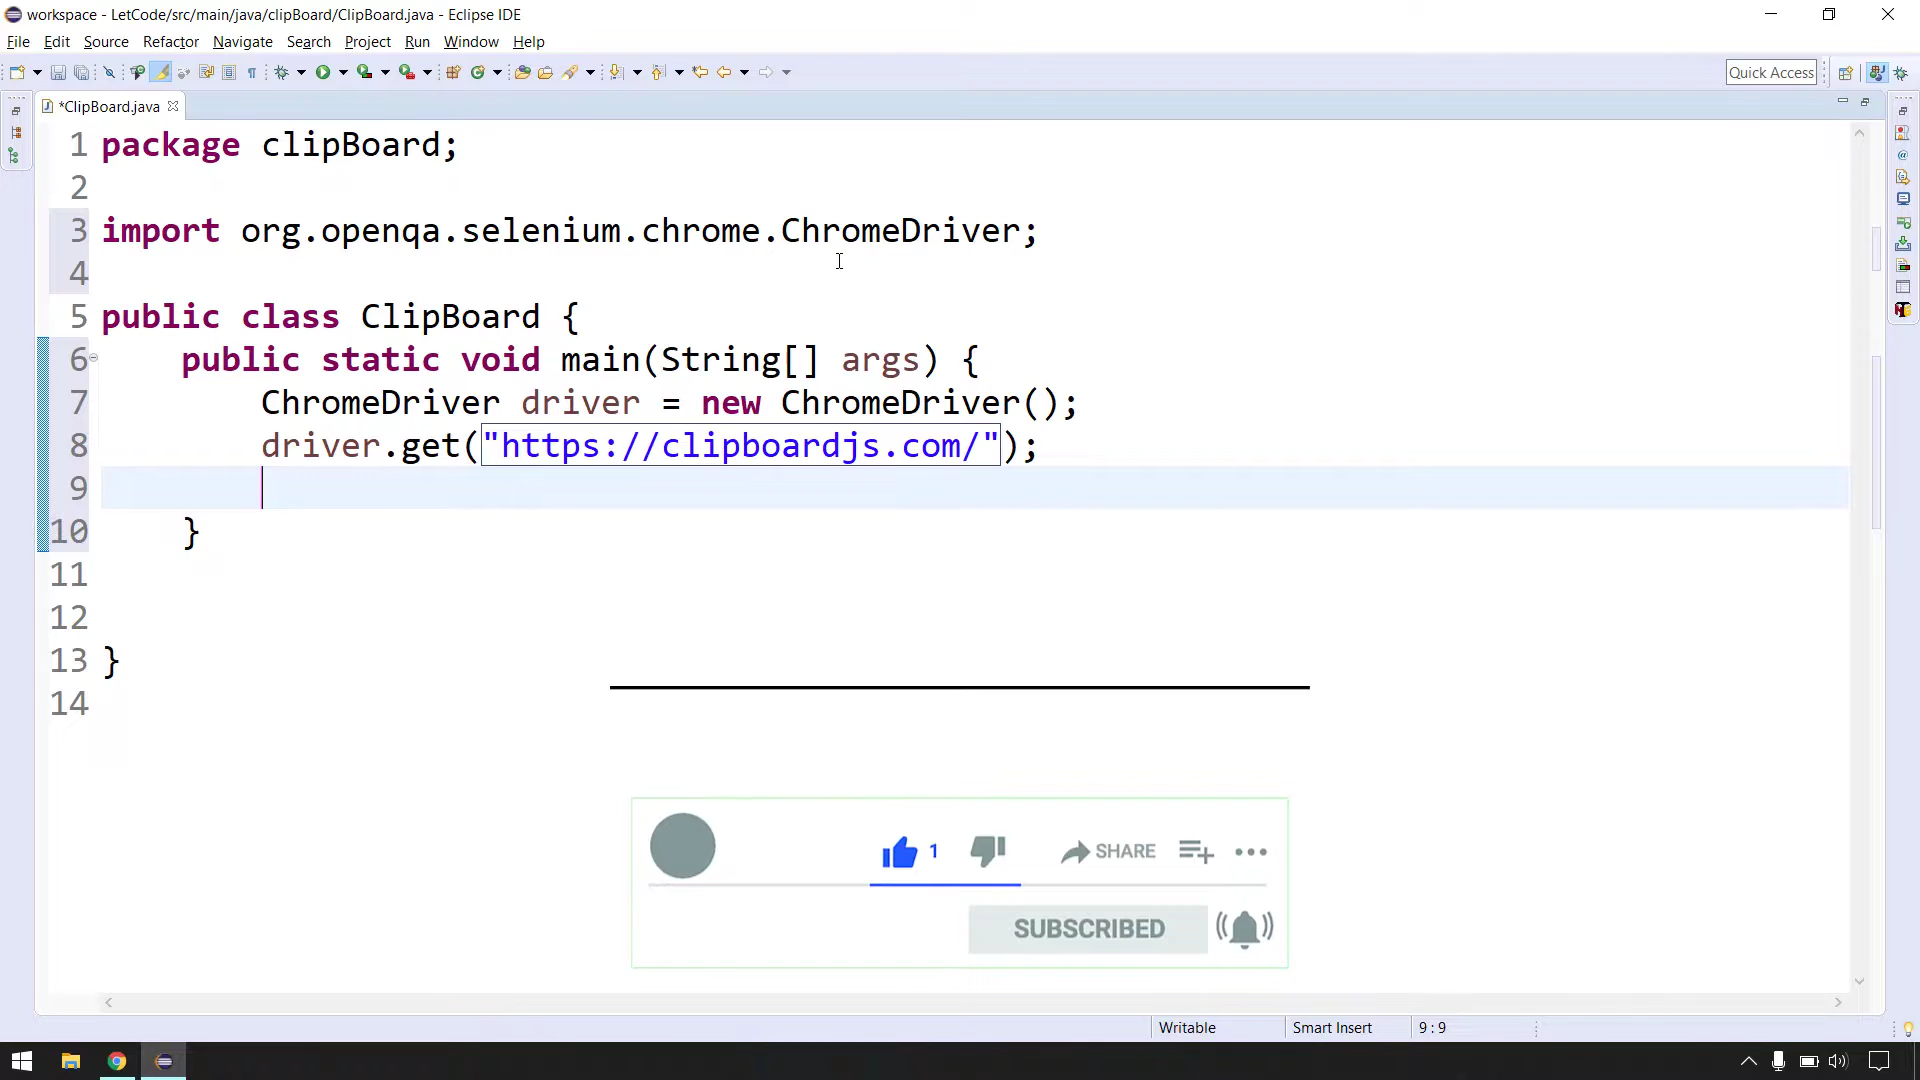 workspace - LetCode/src/main/java/clipBoard/ClipBoard.java - Eclipse IDE
File Edit Source Refactor Navigate Search Project Run Window Help
Quick Access
*ClipBoard.java
1 package clipBoard;
2
3 import org.openqa.selenium.chrome.ChromeDriver;
4
5 public class ClipBoard {
6 public static void main(String[] args) {
7 ChromeDriver driver = new ChromeDriver();
8 driver.get("https://clipboardjs.com/");
9
10 }
11
12
13 }
14
1 SHARE
SUBSCRIBED
Writable Smart Insert 9 : 9